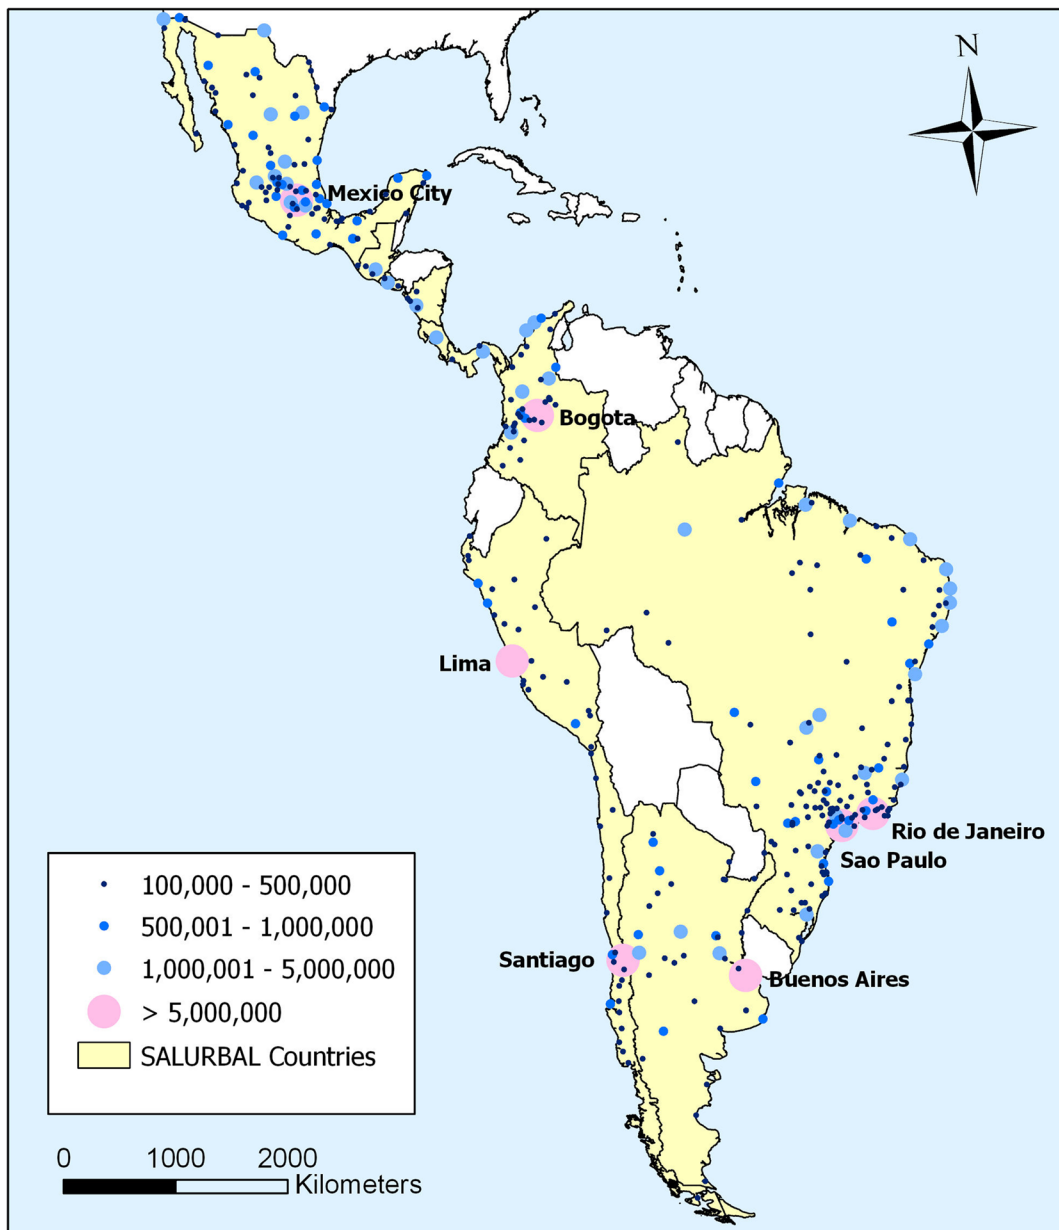 N
Mexico City
Bogota
Lima
Rio de Janeiro
Sao Paulo
Santiago
Buenos Aires
100,000 - 500,000
500,001 - 1,000,000
1,000,001 - 5,000,000
> 5,000,000
SALURBAL Countries
0 1000 2000
Kilometers